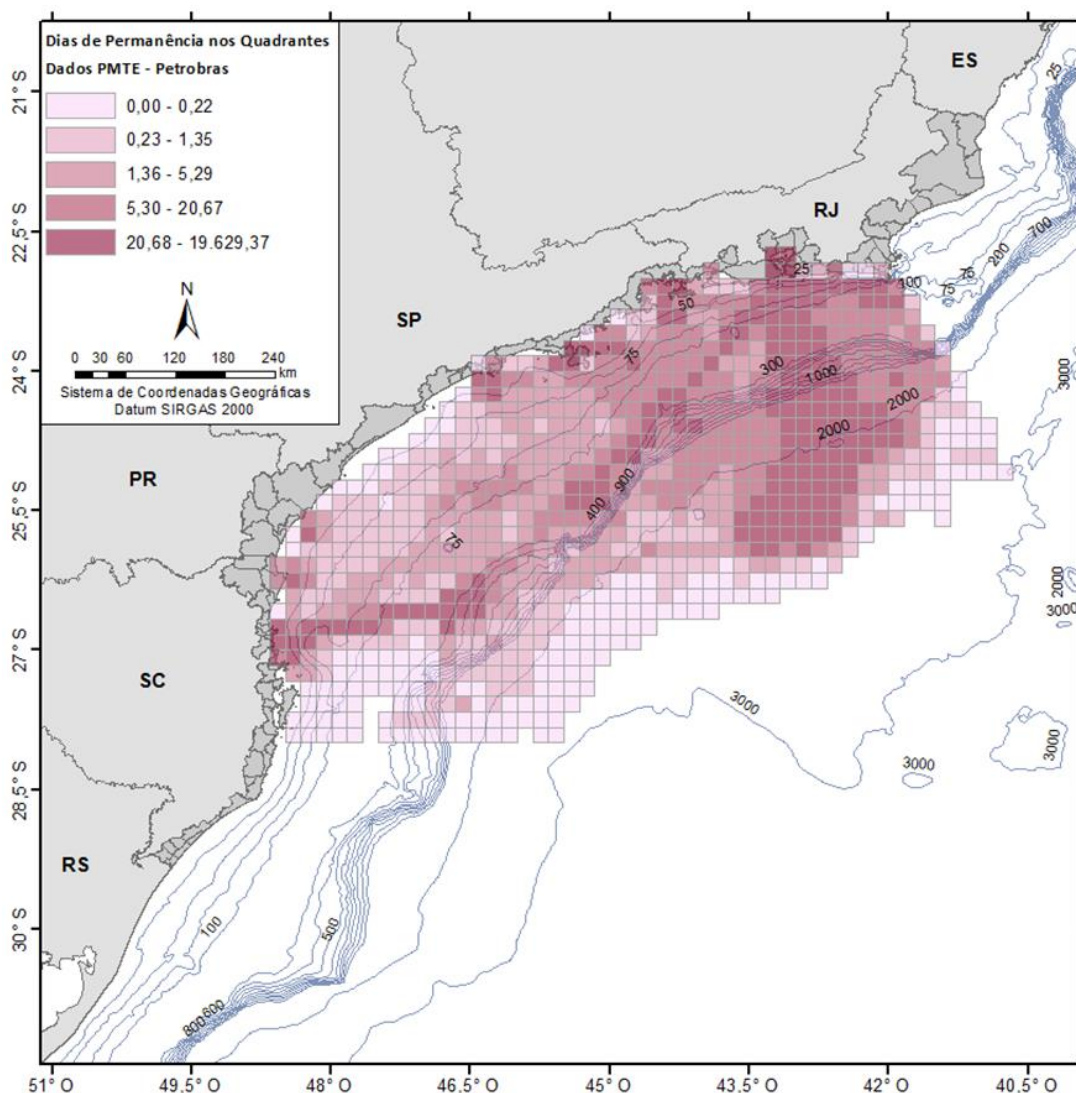 Dias de Permanência nos Quadrantes
Dados PMTE - Petrobras
0,00 - 0,22
0,23 - 1,35
1,36 - 5,29
5,30 - 20,67
20,68 - 19.629,37
N
0 30 60 120 180 240 km
Sistema de Coordenadas Geográficas
Datum SIRGAS 2000
ES
25
RJ
700
200
75
75
25
100
50
SP
75
300
1000
3000
2000
2000
PR
900
400
75
2000
3000
SC
3000
3000
3000
RS
100
500
600
800
21°S
22,5°S
24°S
25,5°S
27°S
28,5°S
30°S
51°O 49,5°O 48°O 46,5°O 45°O 43,5°O 42°O 40,5°O